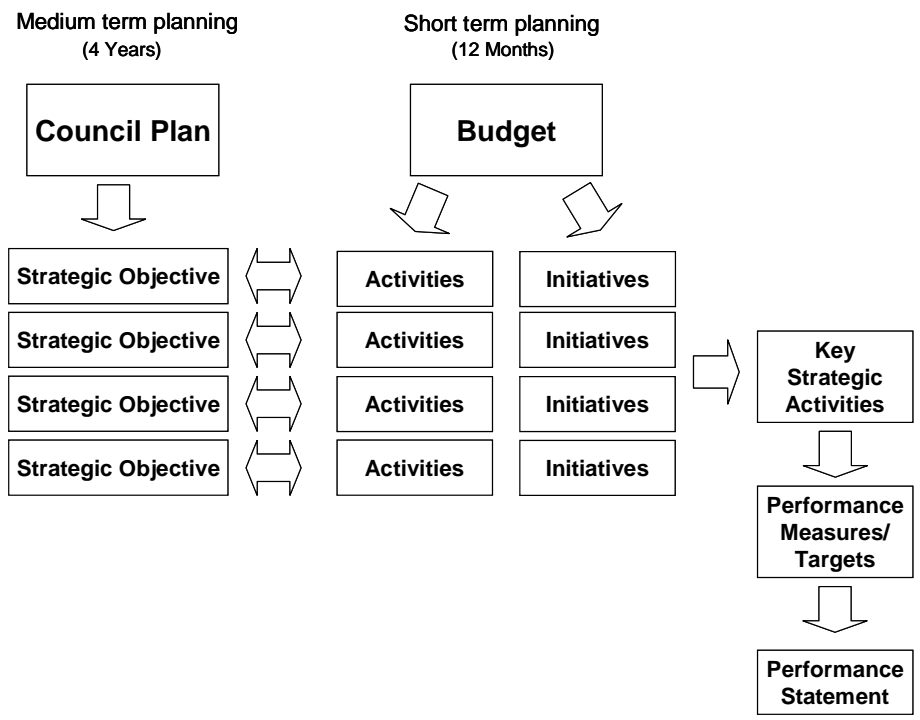 Medium term planning
(4 Years)
Short term planning
(12 Months)
Council Plan
Budget
Strategic Objective
Activities
Initiatives
Strategic Objective
Activities
Initiatives
Strategic Objective
Activities
Initiatives
Strategic Objective
Activities
Initiatives
Key
Strategic
Activities
Performance
Measures/
Targets
Performance
Statement